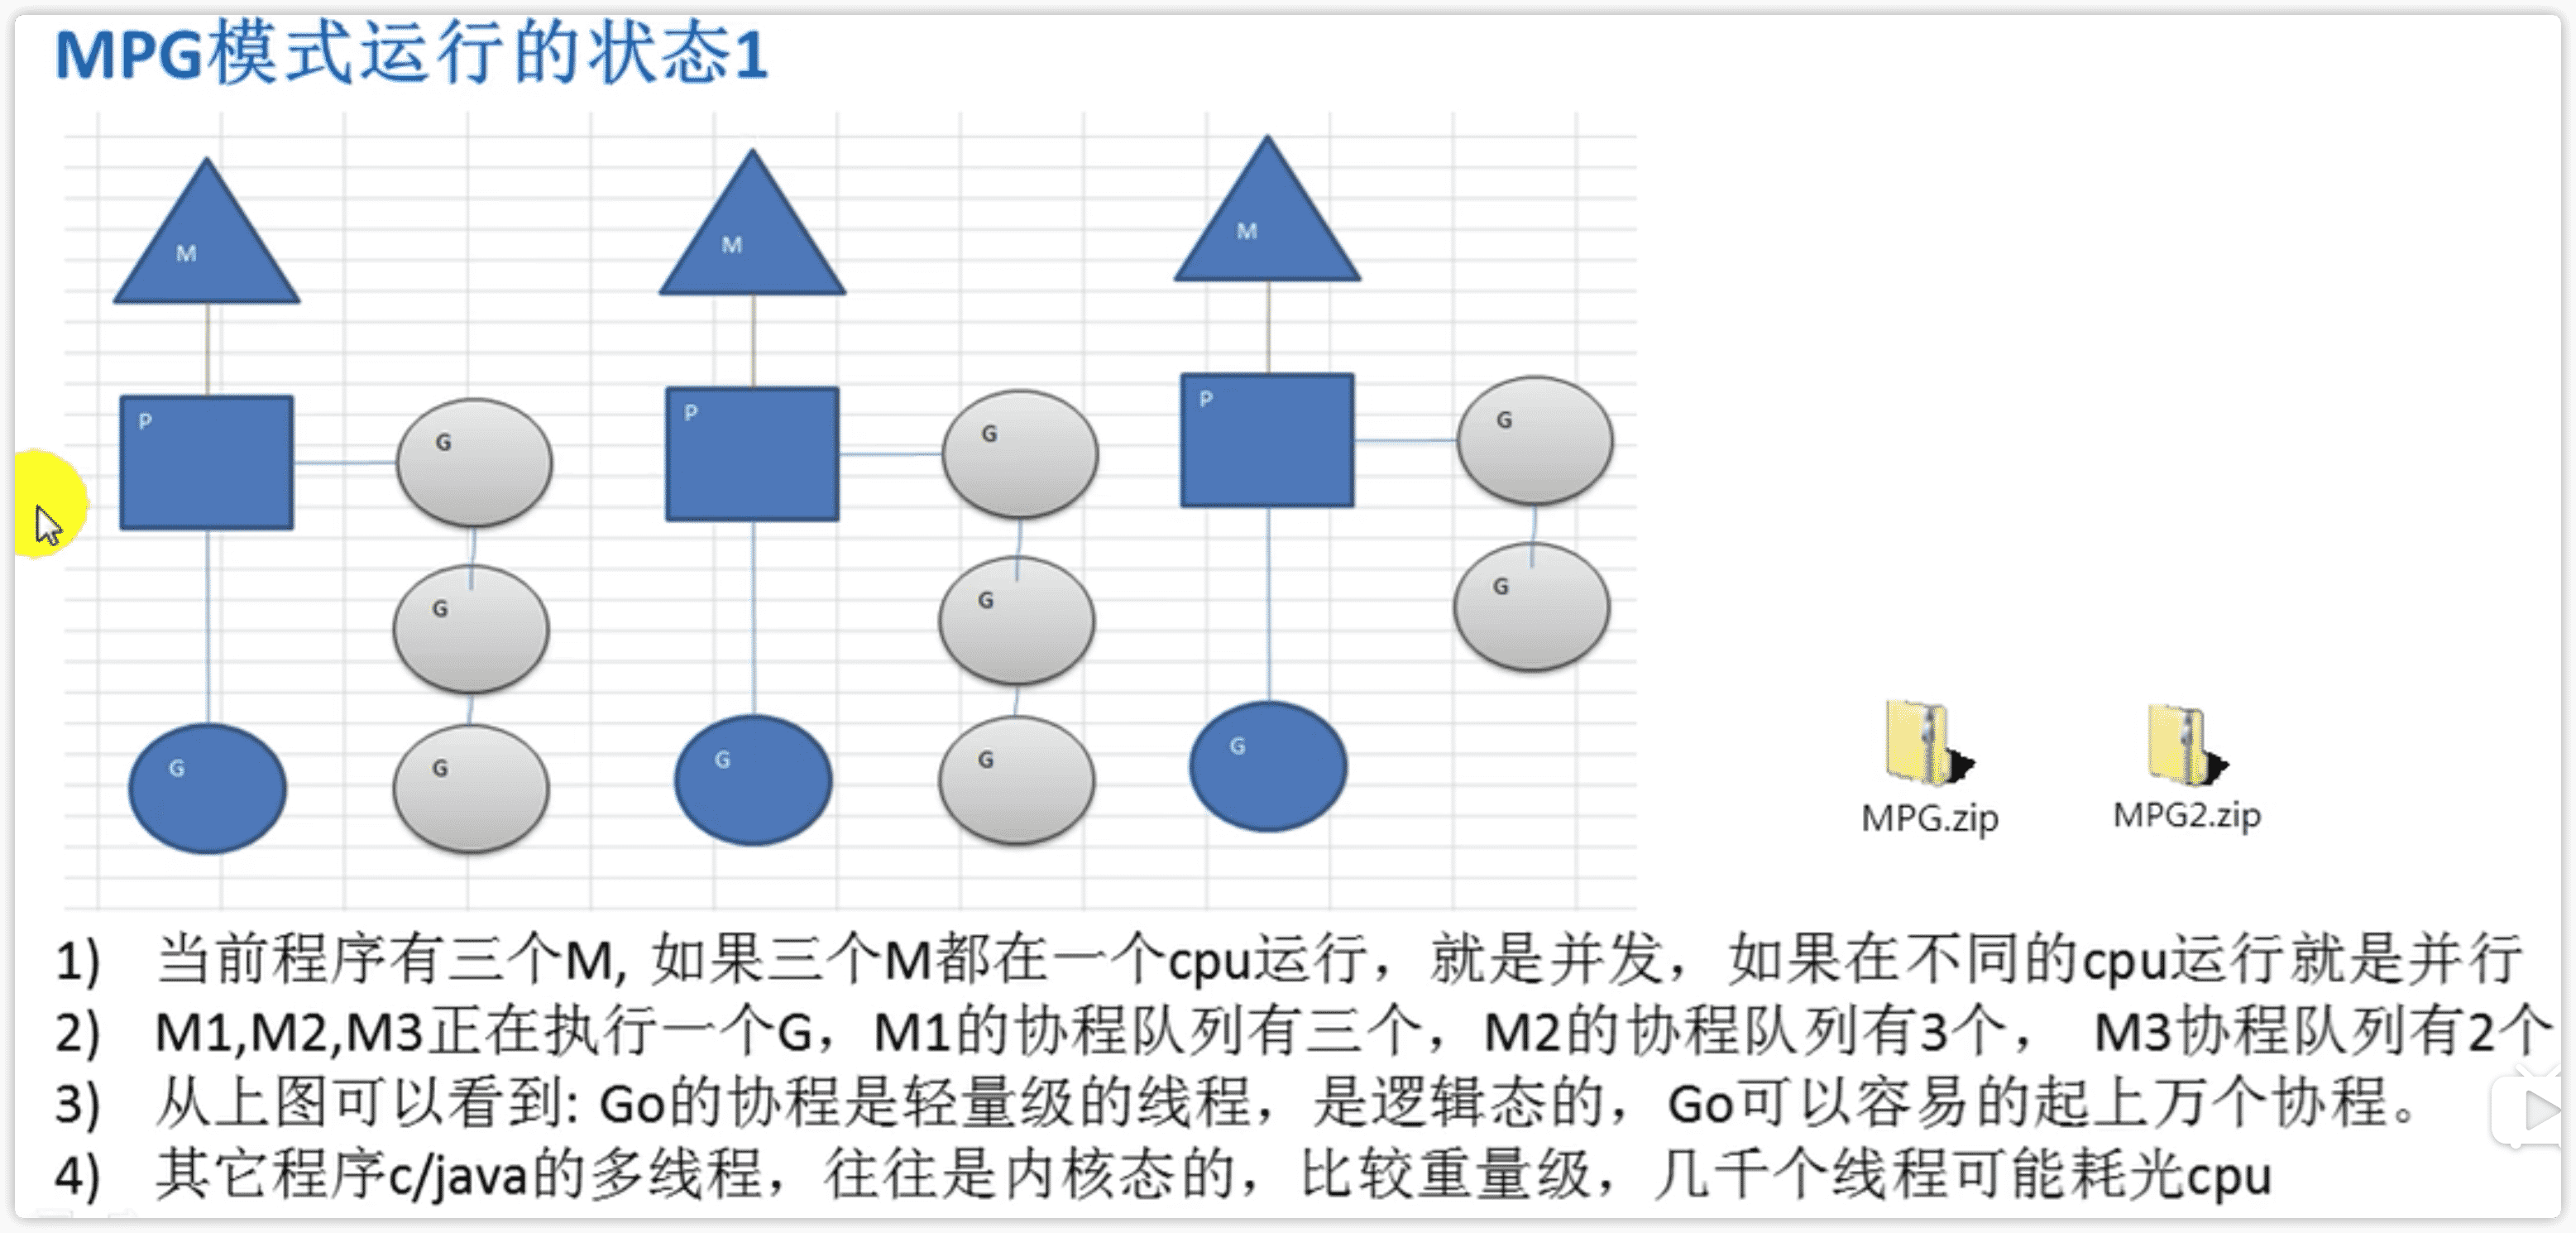 MPG模式运行的状态1
M
M
M
P
G
P
G
P
G
G
G
G
G
G
G
G
G
MPG.zip
MPG2.zip
1) 当前程序有三个M, 如果三个M都在一个cpu运行，就是并发，如果在不同的cpu运行就是并行
2) M1,M2,M3正在执行一个G，M1的协程队列有三个，M2的协程队列有3个， M3协程队列有2个
3) 从上图可以看到: Go的协程是轻量级的线程，是逻辑态的，Go可以容易的起上万个协程。
4) 其它程序c/java的多线程，往往是内核态的，比较重量级，几千个线程可能耗光cpu